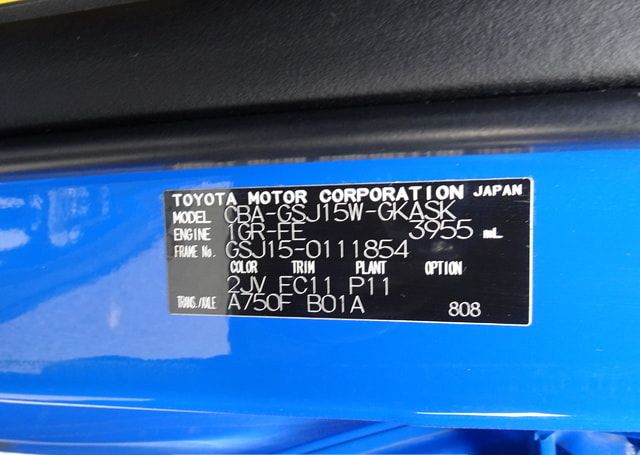 TOYOTA MOTOR CORPORATION JAPAN
MODEL CBA-GSJ15W-GKASK
ENGINE 1GR-FE 3955 mL
FRAME No. GSJ15-0111854
COLOR TRIM PLANT OPTION
2JV FC11 P11
TRANS./AXLE A750F B01A 808